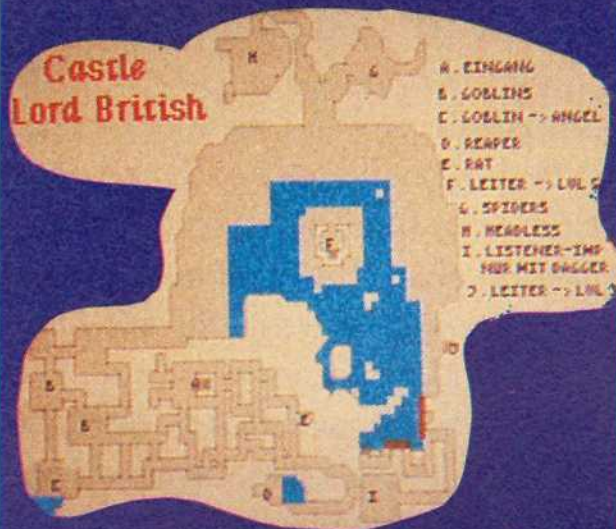 Castle
Lord British
A. EINGANG
B. GOBLINS
C. GOBLIN -> ANGEL
D. REAPER
E. RAT
F. LEITER -> LVL 5
G. SPIDERS
H. HEADLESS
I. LISTENER-IMP
NUR MIT DAGGER
J. LEITER -> LVL
H
G
F
B
B
E
C
D
I